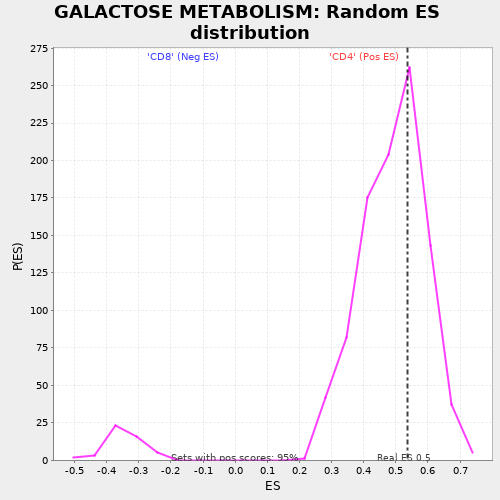 GALACTOSE METABOLISM: Random ES
distribution
'CD8' (Neg ES) 'CD4' (Pos ES)
275
250
225
200
175
150
125
100
75
50
25
0
P(ES)
Sets with pos scores: 95% Real ES 0.5
-0.5 -0.4 -0.3 -0.2 -0.1 0.0 0.1 0.2 0.3 0.4 0.5 0.6 0.7
ES